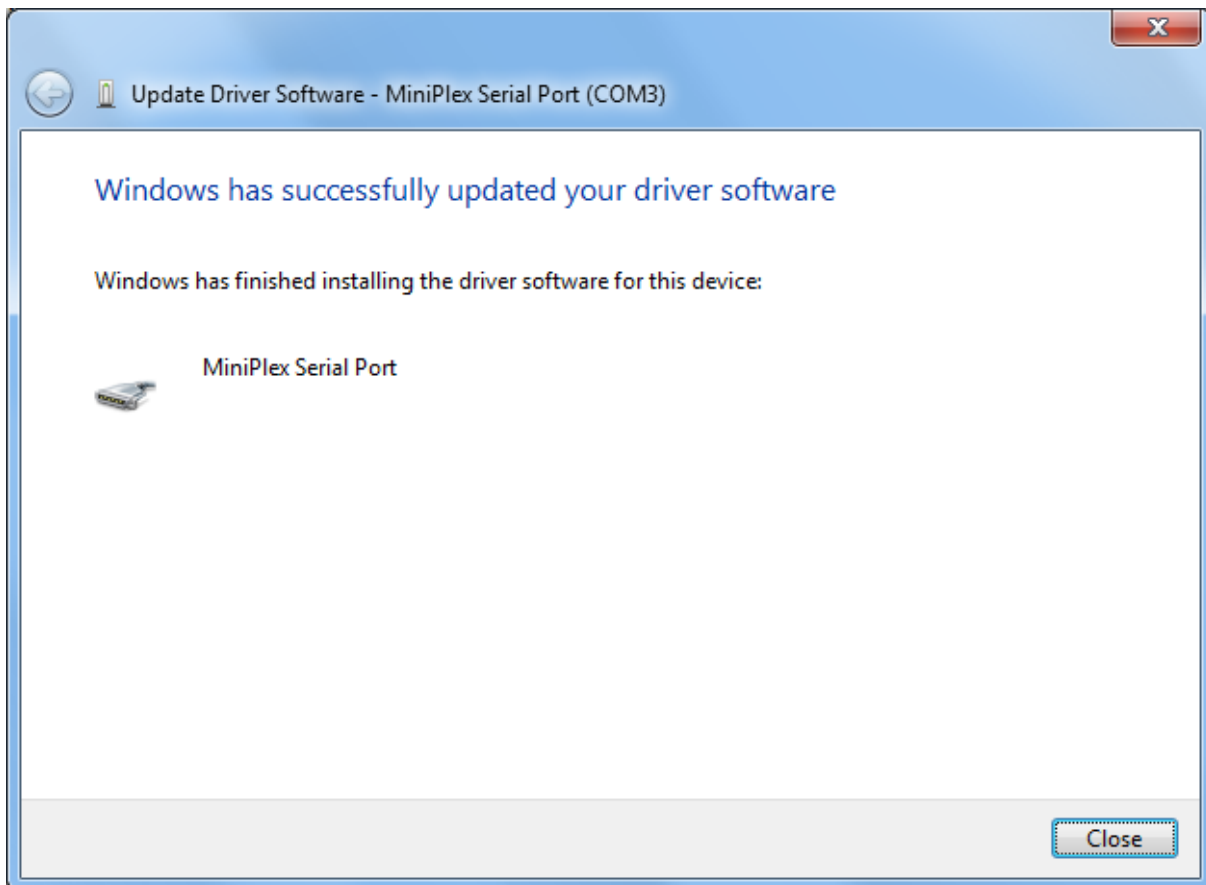 Update Driver Software - MiniPlex Serial Port (COM3)
Windows has successfully updated your driver software
Windows has finished installing the driver software for this device:
MiniPlex Serial Port
Close